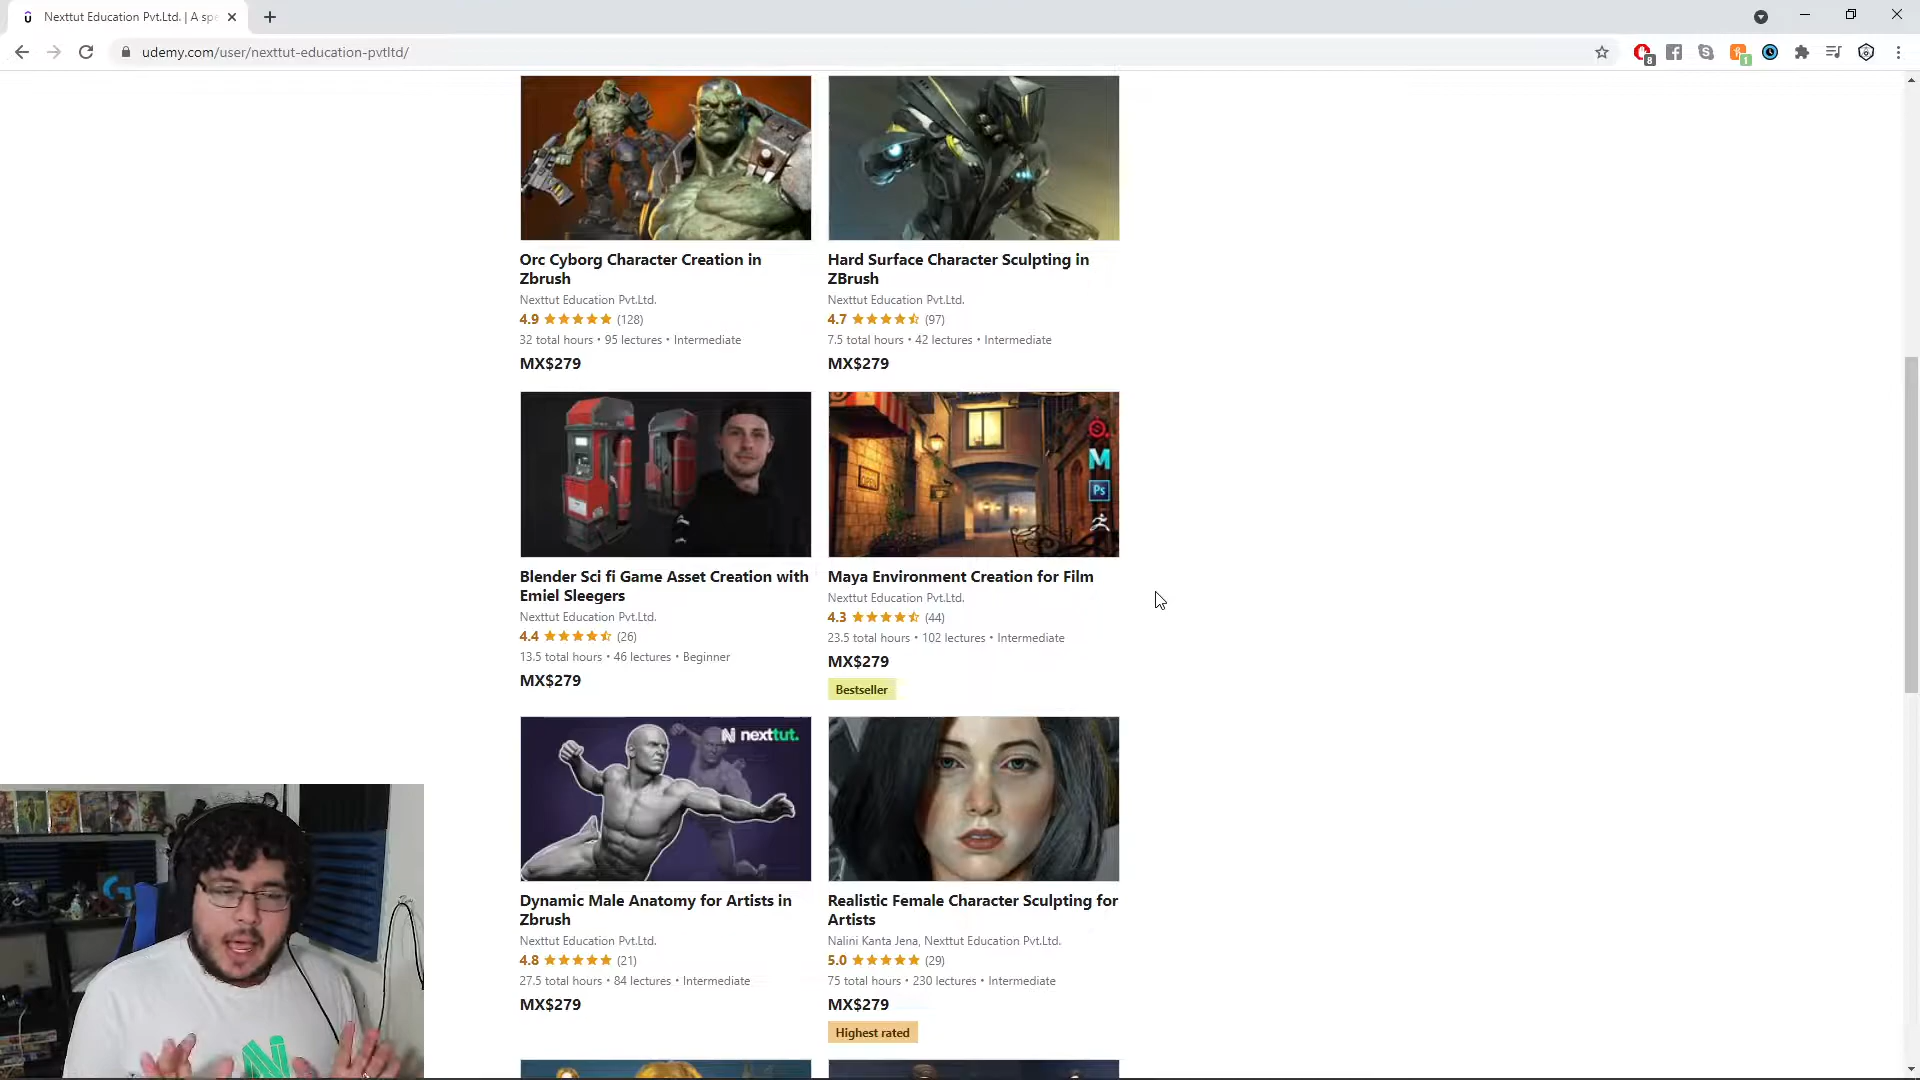 Nexttut Education Pvt.Ltd. | A spe
udemy.com/user/nexttut-education-pvtltd/
8
1
Orc Cyborg Character Creation in
Zbrush
Nexttut Education Pvt.Ltd.
4.9 (128)
32 total hours • 95 lectures • Intermediate
MX$279
Hard Surface Character Sculpting in
ZBrush
Nexttut Education Pvt.Ltd.
4.7 (97)
7.5 total hours • 42 lectures • Intermediate
MX$279
Blender Sci fi Game Asset Creation with
Emiel Sleegers
Nexttut Education Pvt.Ltd.
4.4 (26)
13.5 total hours • 46 lectures • Beginner
MX$279
M
Ps
Maya Environment Creation for Film
Nexttut Education Pvt.Ltd.
4.3 (44)
23.5 total hours • 102 lectures • Intermediate
MX$279
Bestseller
nexttut.
Dynamic Male Anatomy for Artists in
Zbrush
Nexttut Education Pvt.Ltd.
4.8 (21)
27.5 total hours • 84 lectures • Intermediate
MX$279
Realistic Female Character Sculpting for
Artists
Nalini Kanta Jena, Nexttut Education Pvt.Ltd.
5.0 (29)
75 total hours • 230 lectures • Intermediate
MX$279
Highest rated